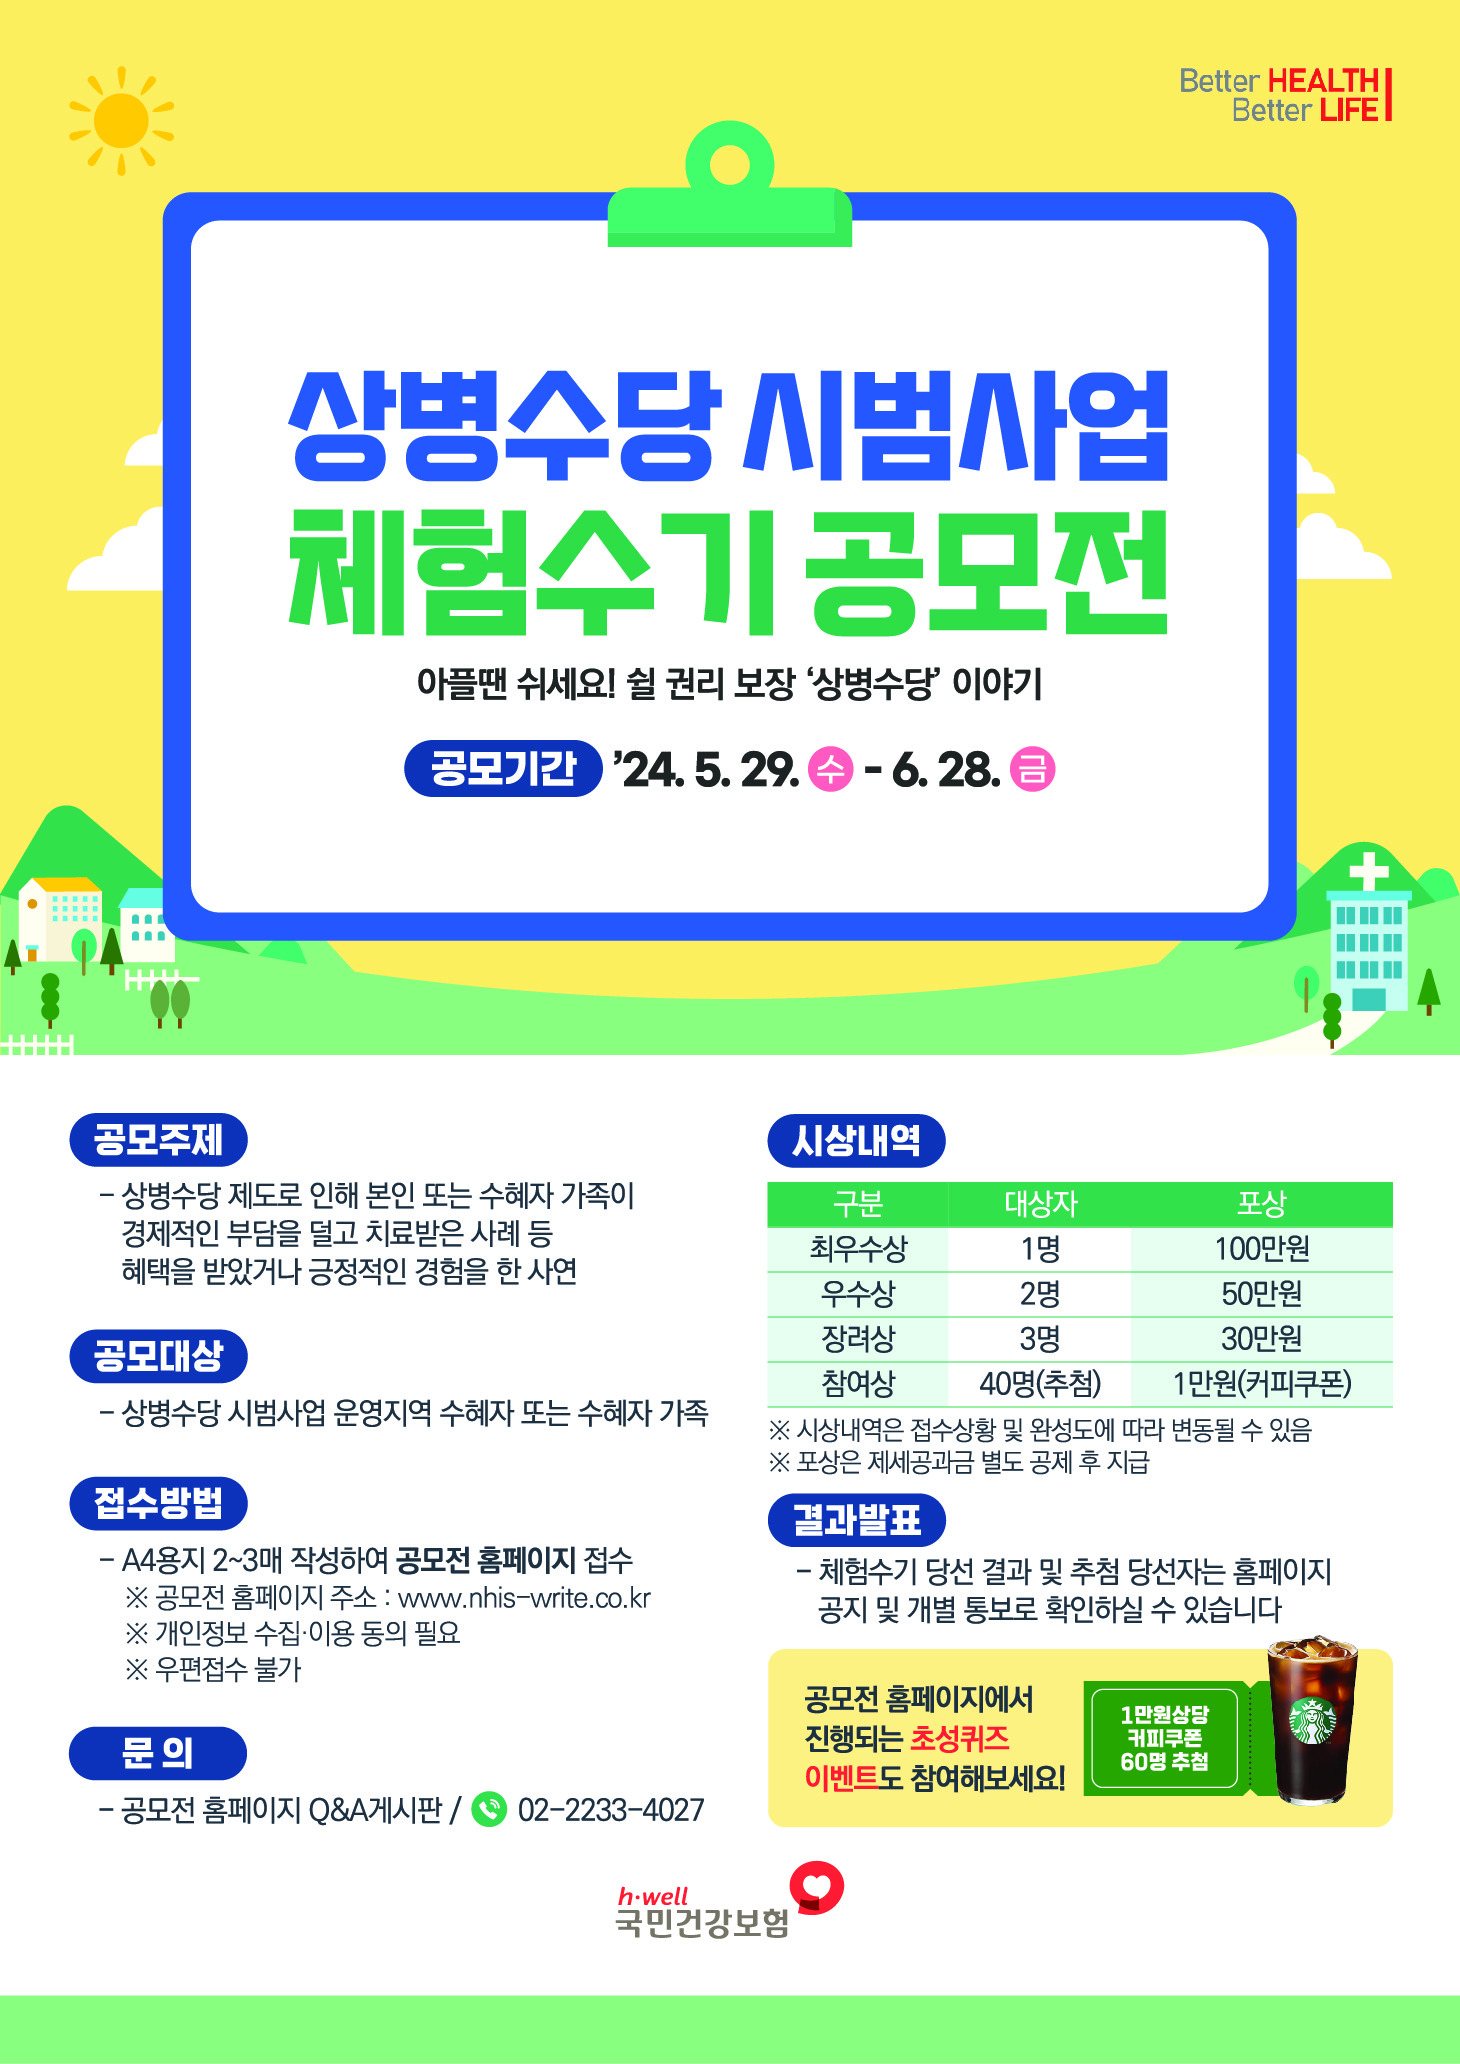 Better HEALTH
Better LIFE
상병수당 시범사업
체험수기 공모전
아플땐 쉬세요! 쉴 권리 보장 ‘상병수당’ 이야기
공모기간 ’24. 5. 29. 수 - 6. 28. 금
공모주제
- 상병수당 제도로 인해 본인 또는 수혜자 가족이
경제적인 부담을 덜고 치료받은 사례 등
혜택을 받았거나 긍정적인 경험을 한 사연
공모대상
- 상병수당 시범사업 운영지역 수혜자 또는 수혜자 가족
접수방법
- A4용지 2~3매 작성하여 공모전 홈페이지 접수
※ 공모전 홈페이지 주소 : www.nhis-write.co.kr
※ 개인정보 수집·이용 동의 필요
※ 우편접수 불가
문 의
- 공모전 홈페이지 Q&A게시판 / 02-2233-4027
시상내역
구분 대상자 포상
최우수상 1명 100만원
우수상 2명 50만원
장려상 3명 30만원
참여상 40명(추첨) 1만원(커피쿠폰)
※ 시상내역은 접수상황 및 완성도에 따라 변동될 수 있음
※ 포상은 제세공과금 별도 공제 후 지급
결과발표
- 체험수기 당선 결과 및 추첨 당선자는 홈페이지
공지 및 개별 통보로 확인하실 수 있습니다
공모전 홈페이지에서
진행되는 초성퀴즈
이벤트도 참여해보세요!
1만원상당
커피쿠폰
60명 추첨
h·well
국민건강보험